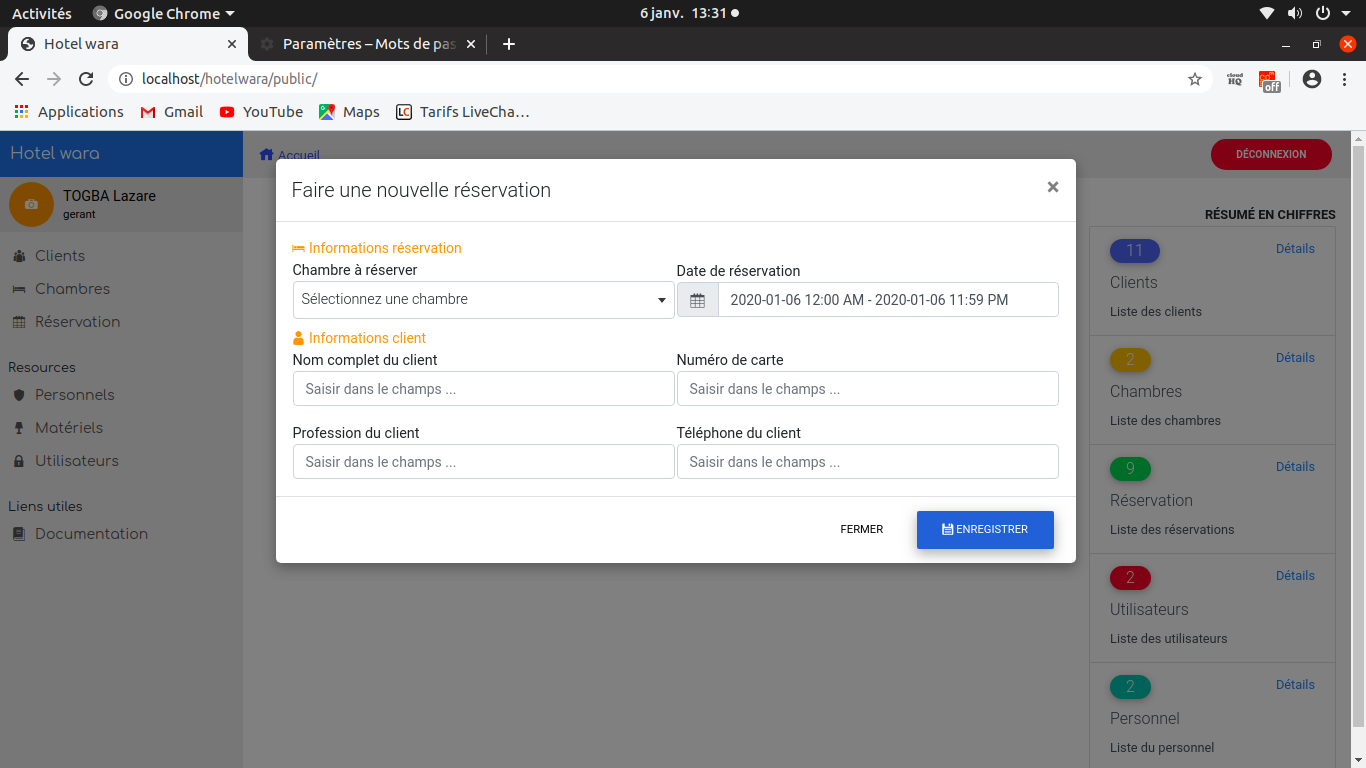 Activités Google Chrome 6 janv. 13:31
Hotel wara Paramètres – Mots de pas
localhost/hotelwara/public/ cloud HQ off
Applications Gmail YouTube Maps LC Tarifs LiveCha…
Hotel wara Accueil DÉCONNEXION
TOGBA Lazare
gerant
Clients
Chambres
Réservation
Resources
Personnels
Matériels
Utilisateurs
Liens utiles
Documentation
Faire une nouvelle réservation ×
Informations réservation
Chambre à réserver Date de réservation
Sélectionnez une chambre 2020-01-06 12:00 AM - 2020-01-06 11:59 PM
Informations client
Nom complet du client Numéro de carte
Saisir dans le champs ... Saisir dans le champs ...
Profession du client Téléphone du client
Saisir dans le champs ... Saisir dans le champs ...
FERMER ENREGISTRER
RÉSUMÉ EN CHIFFRES
11 Détails
Clients
Liste des clients
2 Détails
Chambres
Liste des chambres
9 Détails
Réservation
Liste des réservations
2 Détails
Utilisateurs
Liste des utilisateurs
2 Détails
Personnel
Liste du personnel